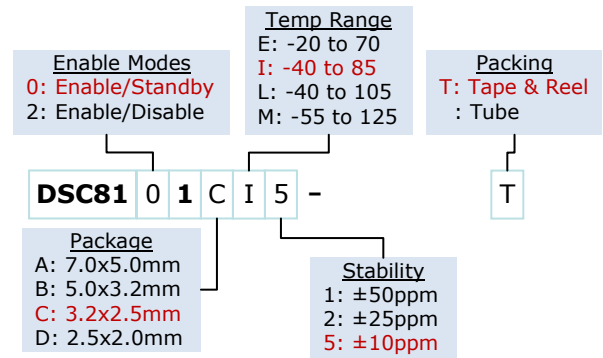 Temp Range
E: -20 to 70
I: -40 to 85
L: -40 to 105
M: -55 to 125
Enable Modes
0: Enable/Standby
2: Enable/Disable
Packing
T: Tape & Reel
: Tube
DSC81 0 1 C I 5 – T
Package
A: 7.0x5.0mm
B: 5.0x3.2mm
C: 3.2x2.5mm
D: 2.5x2.0mm
Stability
1: ±50ppm
2: ±25ppm
5: ±10ppm